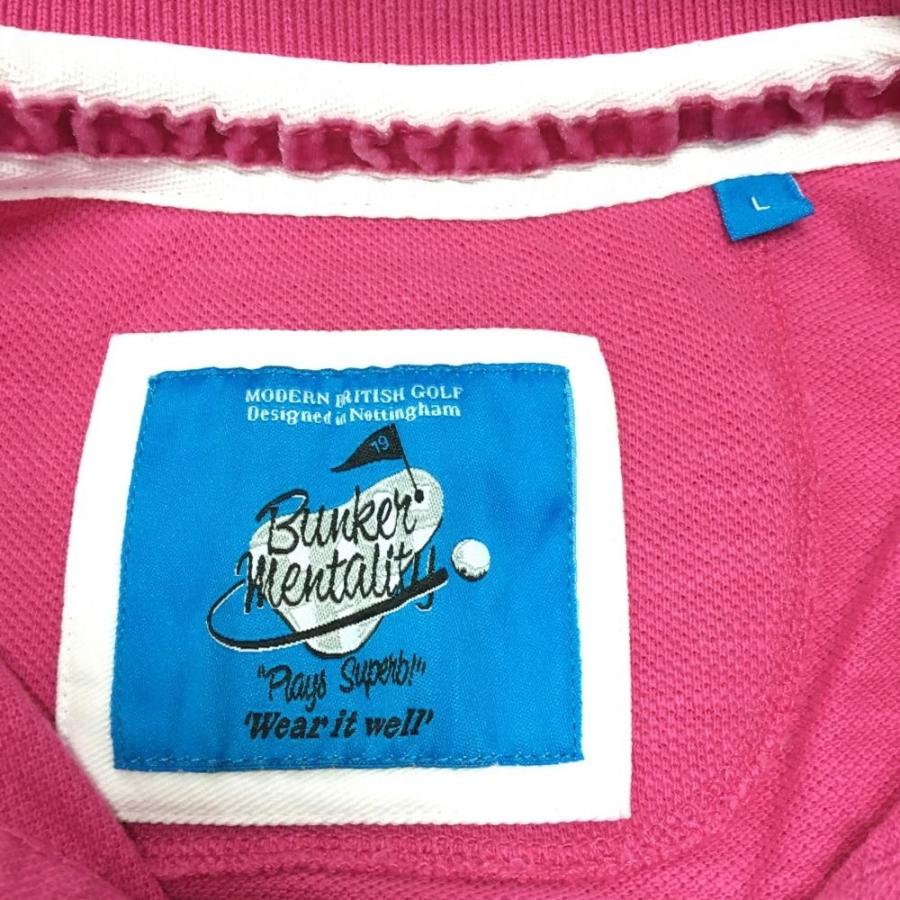 L
MODERN BRITISH GOLF
Designed in Nottingham
19
Bunker
Mentality
"Plays Superb!"
'Wear it well'